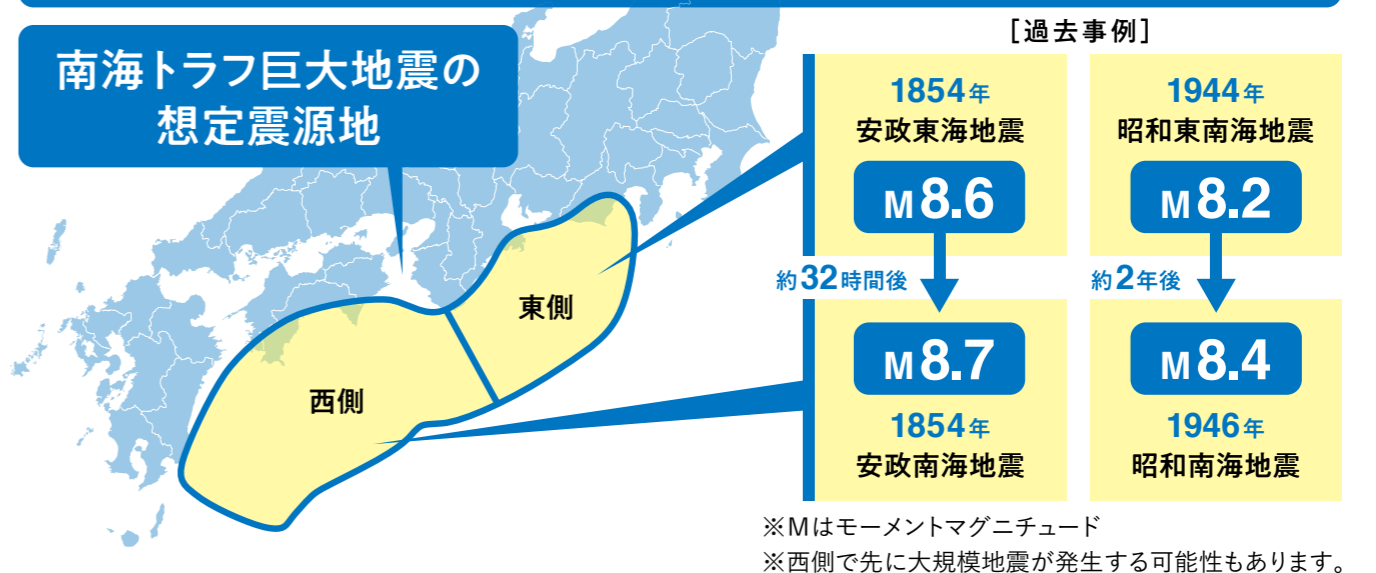 南海トラフ巨大地震の
想定震源地
東側
西側
［過去事例］
1854年
安政東海地震
M8.6
約32時間後
M8.7
1854年
安政南海地震
1944年
昭和東南海地震
M8.2
約2年後
M8.4
1946年
昭和南海地震
※Mはモーメントマグニチュード
※西側で先に大規模地震が発生する可能性もあります。